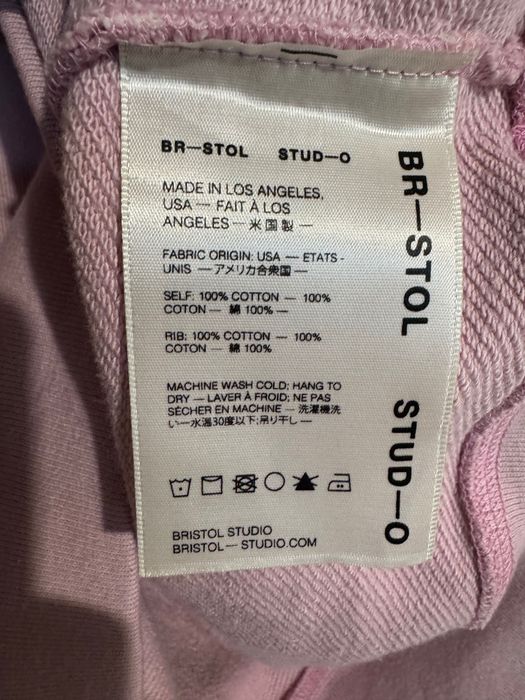 BR—STOL STUD—O
MADE IN LOS ANGELES,
USA — FAIT À LOS
ANGELES — 米国製 —
FABRIC ORIGIN: USA — ETATS-
UNIS — アメリカ合衆国 —
SELF: 100% COTTON — 100%
COTON — 綿 100% —
RIB: 100% COTTON — 100%
COTON — 綿 100%
MACHINE WASH COLD; HANG TO
DRY — LAVER À FROID; NE PAS
SÉCHER EN MACHINE — 洗濯機洗
い—水温30度以下;吊り干し—
BRISTOL STUDIO
BRISTOL—STUDIO.COM
BR—STOL STUD—O